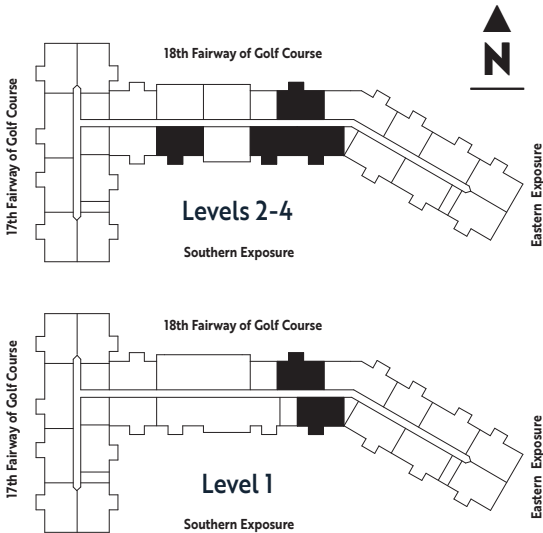 18th Fairway of Golf Course
N
17th Fairway of Golf Course
Eastern Exposure
Levels 2-4
Southern Exposure
18th Fairway of Golf Course
17th Fairway of Golf Course
Eastern Exposure
Level 1
Southern Exposure